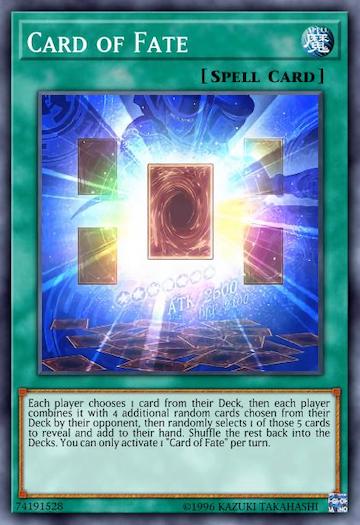 CARD OF FATE
魔
[SPELL CARD]
ATK 2500
Each player chooses 1 card from their Deck, then each player
combines it with 4 additional random cards chosen from their
Deck by their opponent, then randomly selects 1 of those 5 cards
to reveal and add to their hand. Shuffle the rest back into the
Decks. You can only activate 1 "Card of Fate" per turn.
74191528
©1996 KAZUKI TAKAHASHI